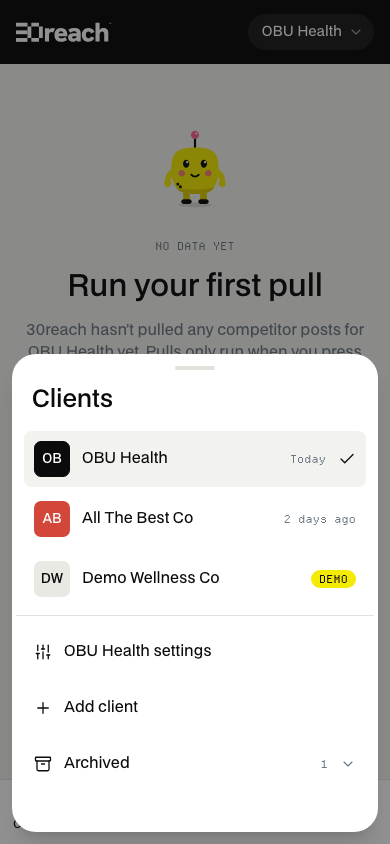 30reach
OBU Health
NO DATA YET
Run your first pull
30reach hasn't pulled any competitor posts for
OBU Health yet. Pulls only run when you press
Clients
OB OBU Health Today
AB All The Best Co 2 days ago
DW Demo Wellness Co DEMO
OBU Health settings
Add client
Archived 1